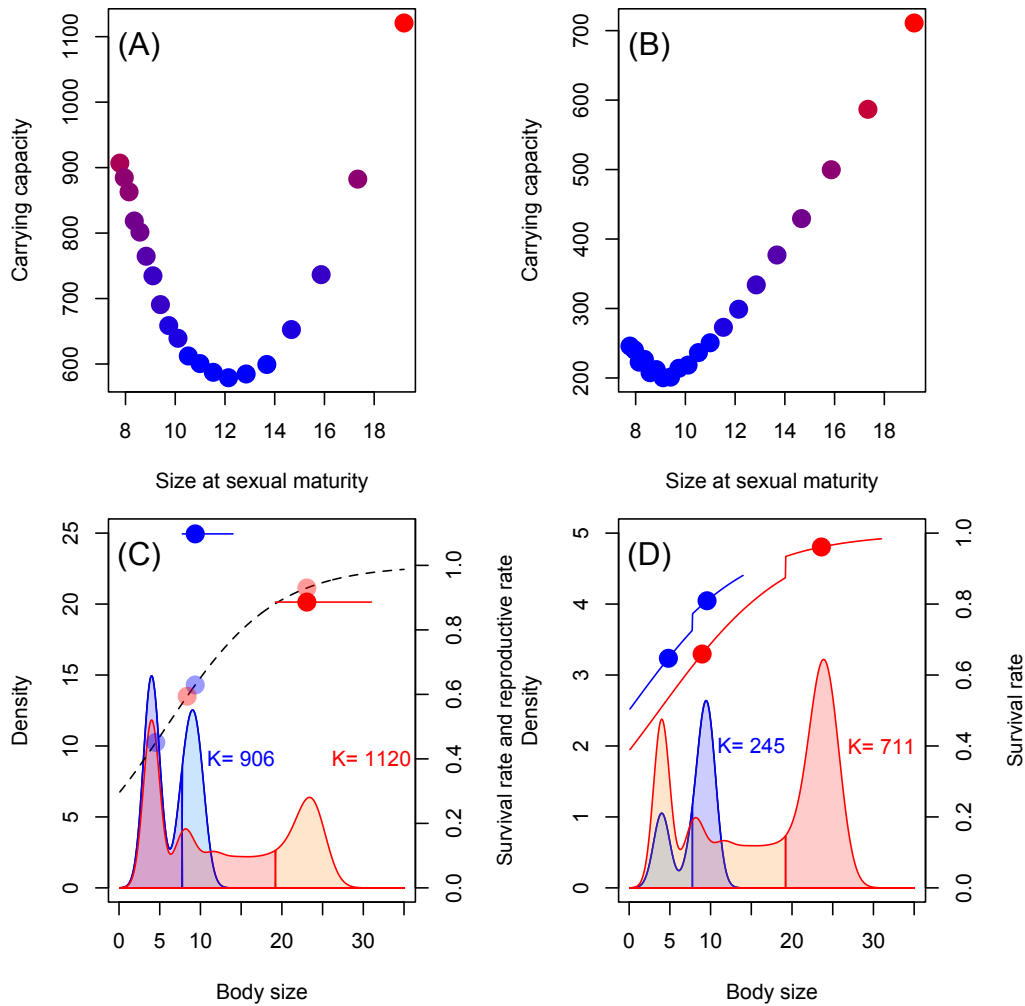 (A)
Carrying capacity
1100
1000
900
800
700
600
8 10 12 14 16 18
Size at sexual maturity
(B)
Carrying capacity
700
600
500
400
300
200
8 10 12 14 16 18
Size at sexual maturity
(C)
Density
25
20
15
10
5
0
K= 906
K= 1120
1.0
0.8
0.6
0.4
0.2
0.0
Survival rate and reproductive rate
0 5 10 20 30
Body size
(D)
Density
5
4
3
2
1
0
K= 245
K= 711
1.0
0.8
0.6
0.4
0.2
0.0
Survival rate
0 5 10 20 30
Body size